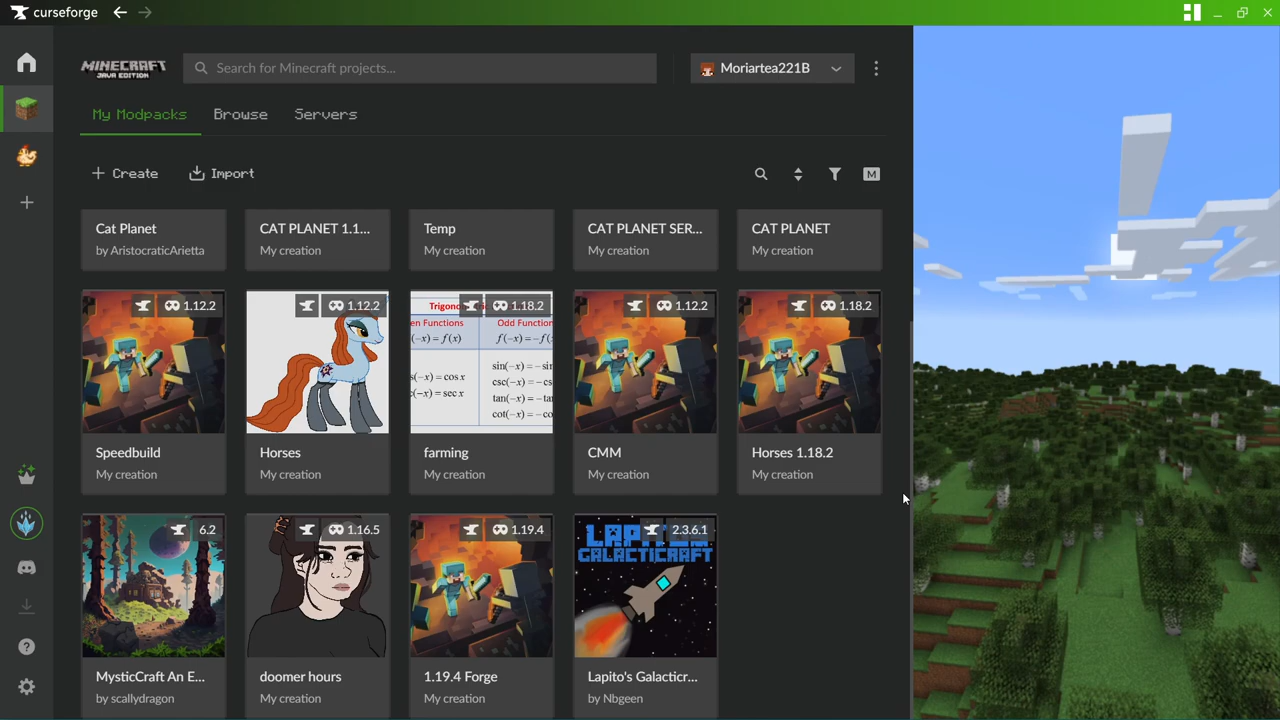 curseforge
MINECRAFT
JAVA EDITION
Search for Minecraft projects...
Moriartea221B
My Modpacks
Browse
Servers
Create
Import
M
Cat Planet
by AristocraticArietta
CAT PLANET 1.1...
My creation
Temp
My creation
CAT PLANET SER...
My creation
CAT PLANET
My creation
1.12.2
Speedbuild
My creation
1.12.2
Horses
My creation
1.18.2
farming
My creation
1.12.2
CMM
My creation
1.18.2
Horses 1.18.2
My creation
6.2
MysticCraft An E...
by scallydragon
1.16.5
doomer hours
My creation
1.19.4
1.19.4 Forge
My creation
2.3.6.1
GALACTICRAFT
Lapito's Galacticr...
by Nbgeen